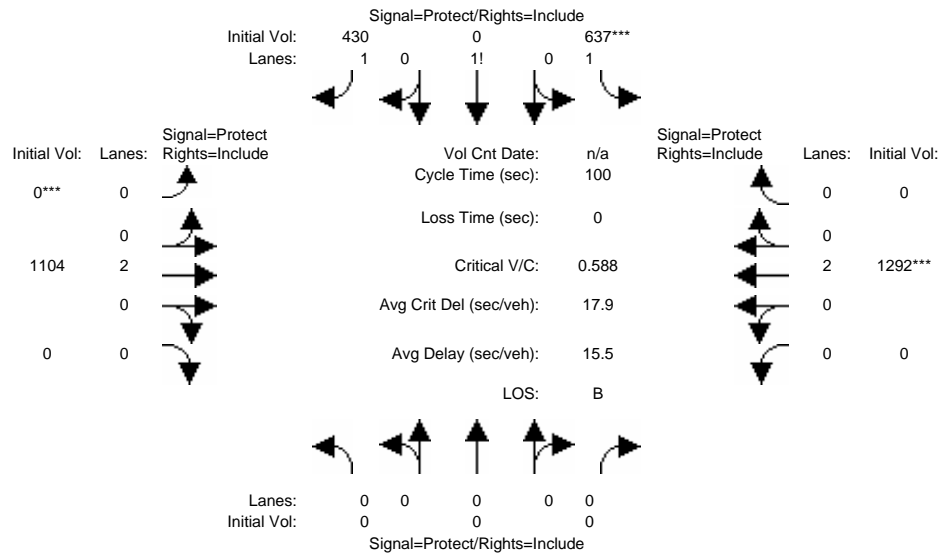 Signal=Protect/Rights=Include
Initial Vol: 430 0 637***
Lanes: 1 0 1! 0 1
Signal=Protect
Initial Vol: Lanes: Rights=Include
Vol Cnt Date: n/a
Signal=Protect
Rights=Include Lanes: Initial Vol:
Cycle Time (sec): 100
0*** 0
0 0
Loss Time (sec): 0
0
0
1104 2
Critical V/C: 0.588
2 1292***
0
Avg Crit Del (sec/veh): 17.9
0
0 0
Avg Delay (sec/veh): 15.5
0 0
LOS: B
Lanes: 0 0 0 0 0
Initial Vol: 0 0 0
Signal=Protect/Rights=Include